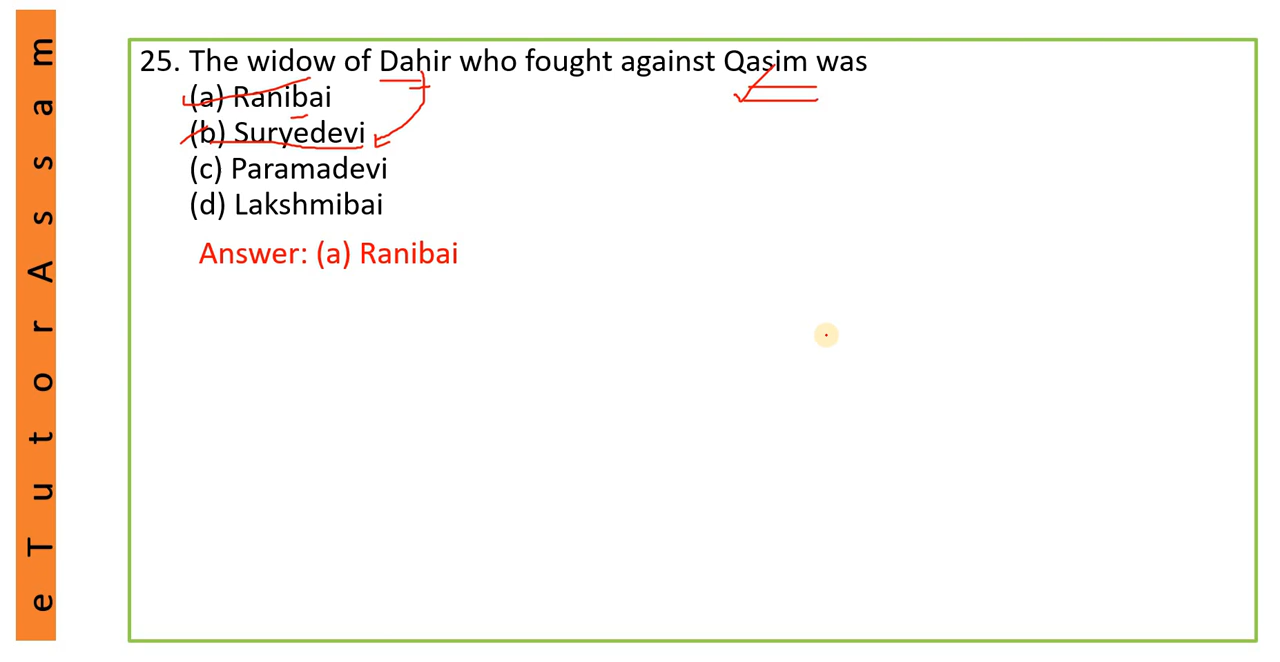 25. The widow of Dahir who fought against Qasim was
(a) Ranibai
(b) Suryedevi
(c) Paramadevi
(d) Lakshmibai
Answer: (a) Ranibai
eTutorAssam